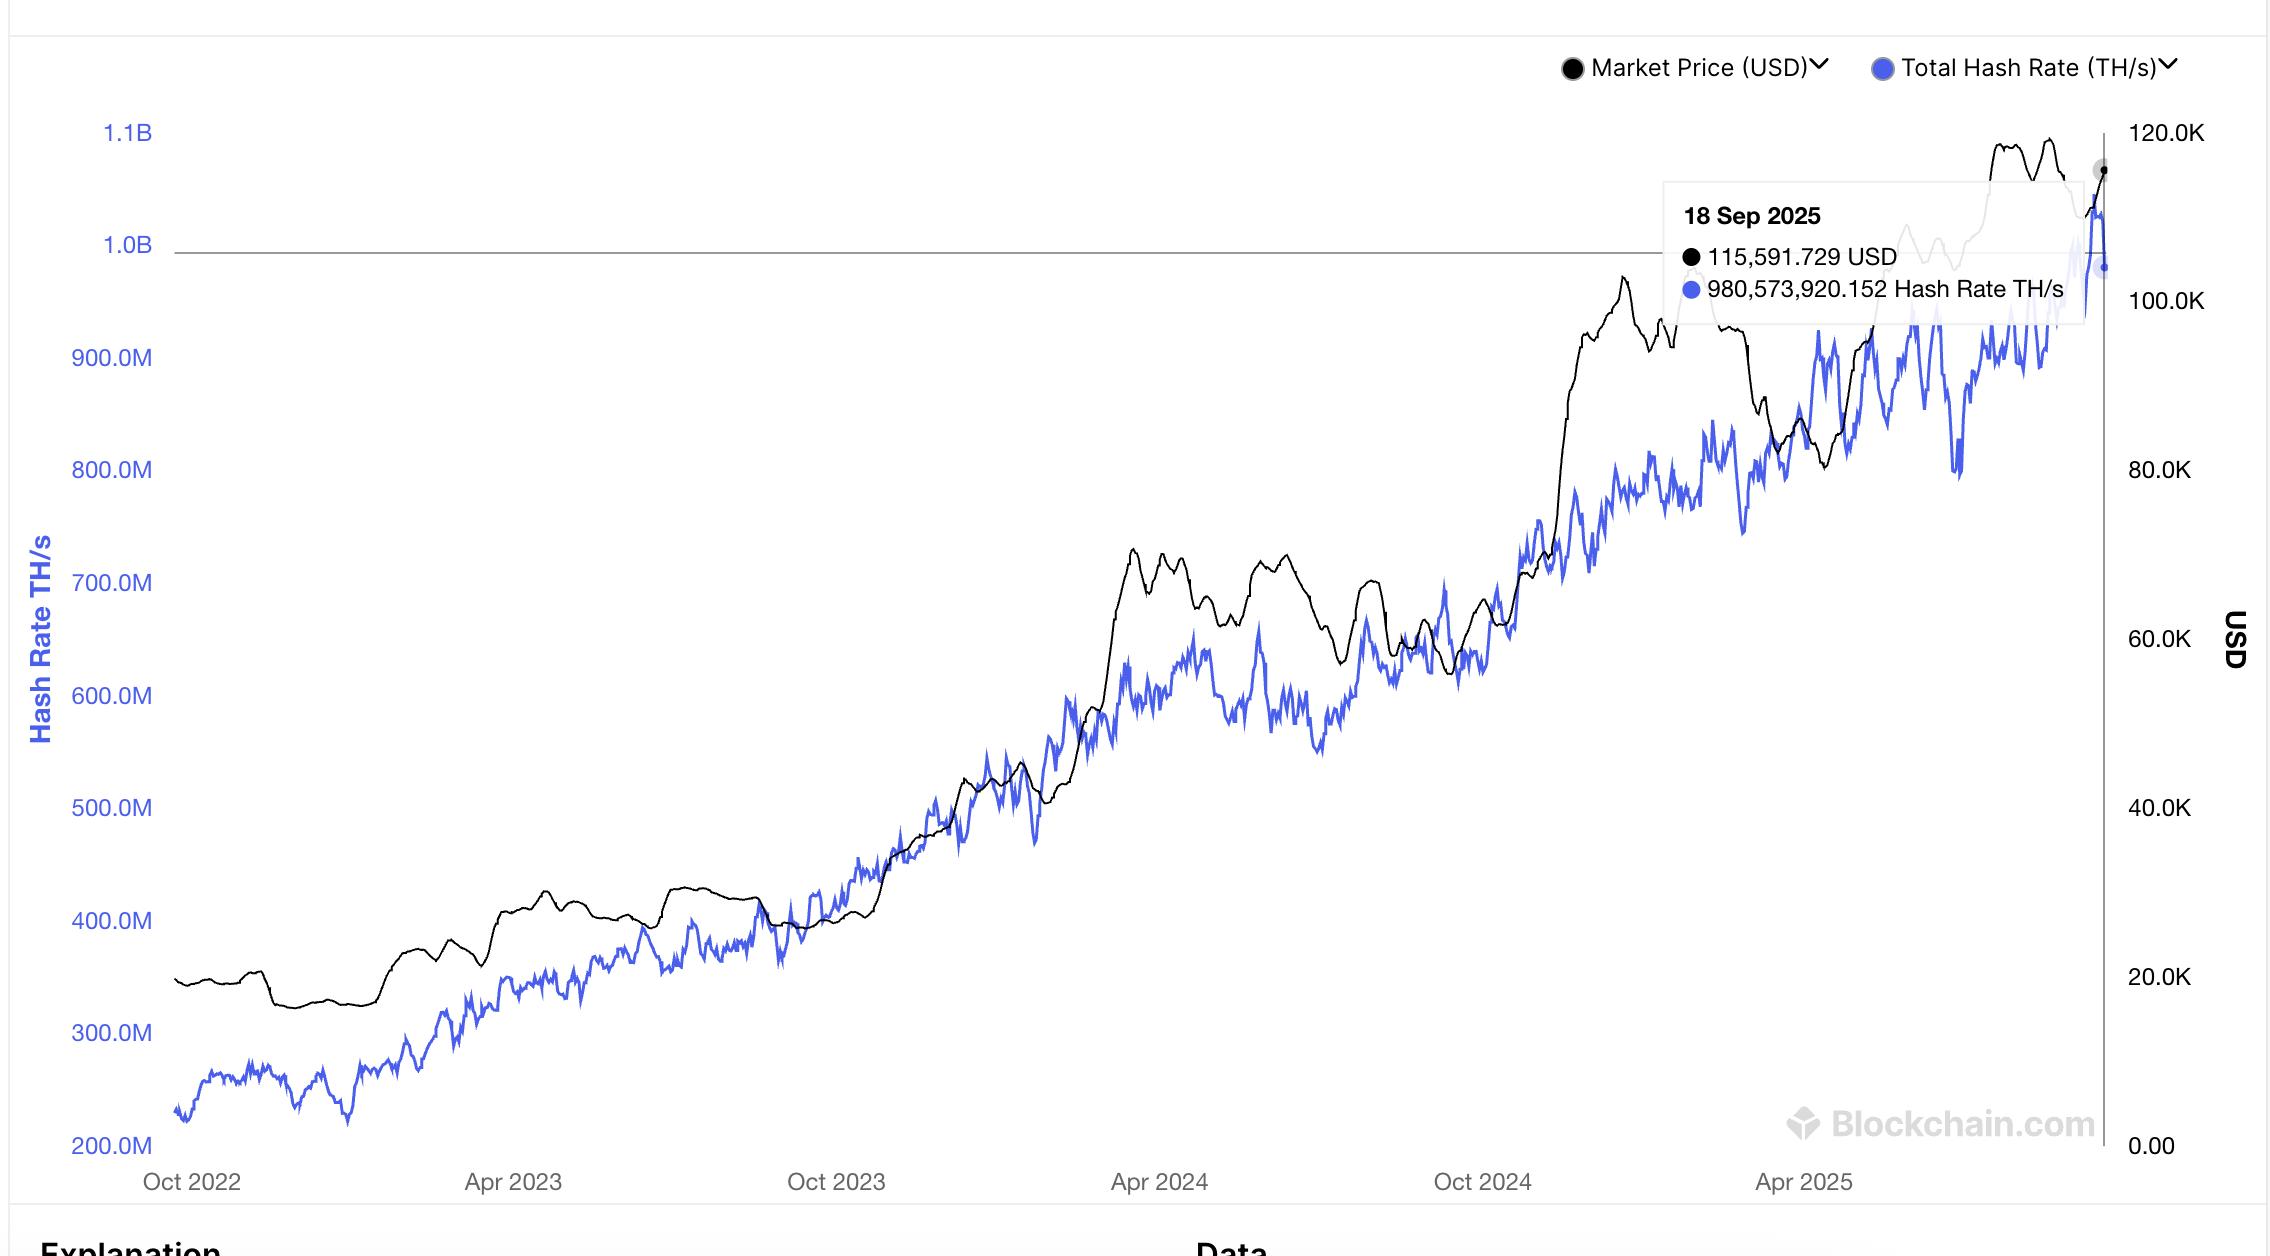 Market Price (USD) Total Hash Rate (TH/s)
1.1B
1.0B
900.0M
800.0M
700.0M
600.0M
500.0M
400.0M
300.0M
200.0M
Hash Rate TH/s
18 Sep 2025
115,591.729 USD
980,573,920.152 Hash Rate TH/s
120.0K
100.0K
80.0K
60.0K
40.0K
20.0K
0.00
USD
Blockchain.com
Oct 2022 Apr 2023 Oct 2023 Apr 2024 Oct 2024 Apr 2025
Explanation Data